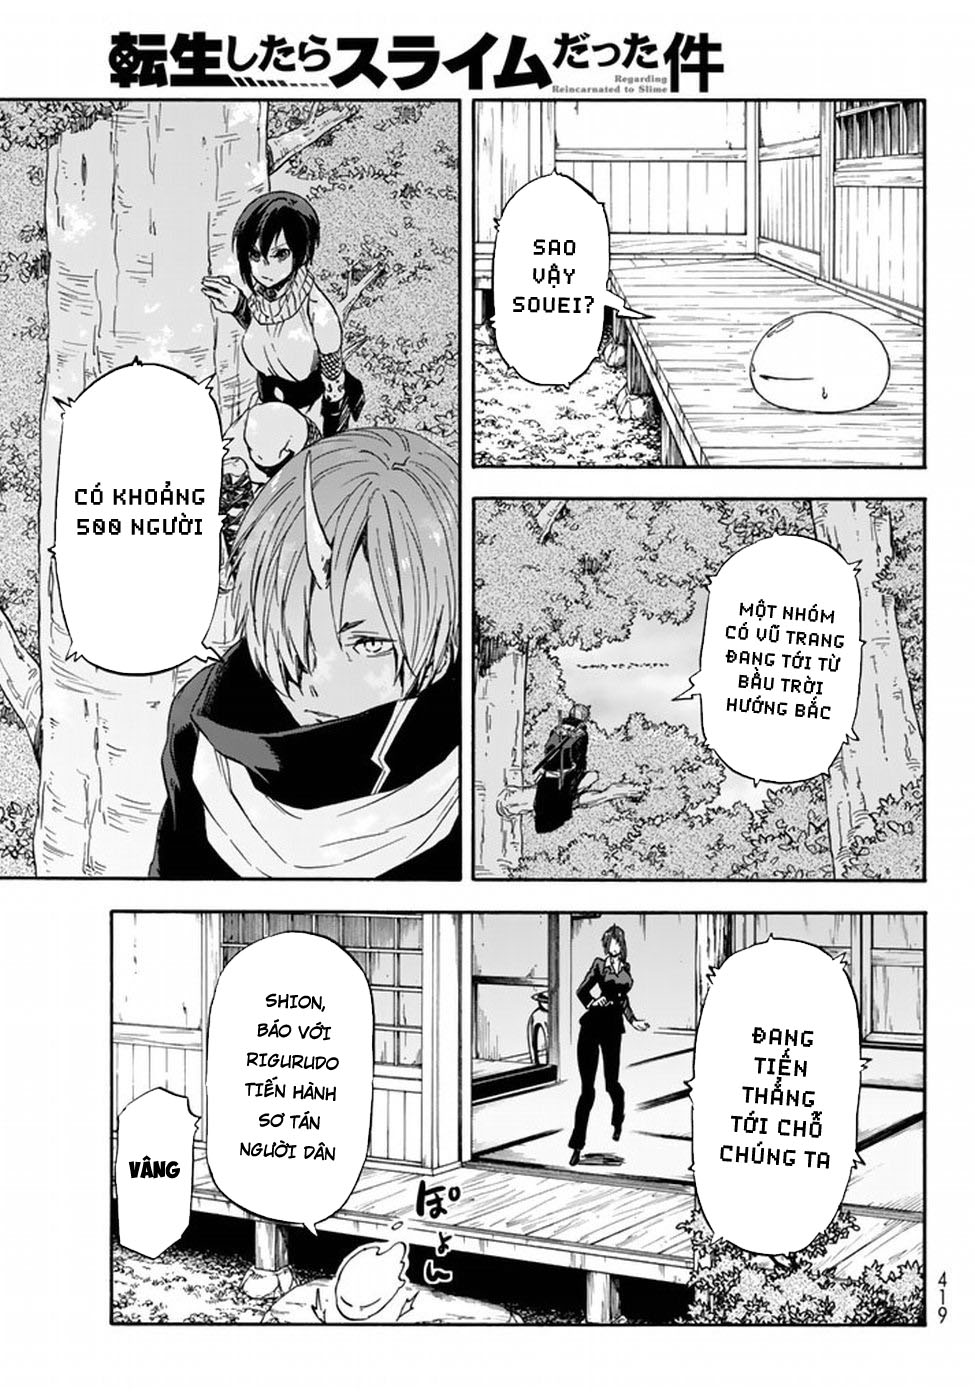 転生したらスライムだった件
Regarding
Reincarnated to Slime
SAO
VẬY
SOUEI?
MỘT NHÓM
CÓ VŨ TRANG
ĐANG TỚI TỪ
BẦU TRỜI
HƯỚNG BẮC
CÓ KHOẢNG
500 NGƯỜI
ĐANG
TIẾN
THẲNG
TỚI CHỖ
CHÚNG TA
SHION,
BÁO VỚI
RIGURUDO
TIẾN HÀNH
SƠ TÁN
NGƯỜI DÂN
VÂNG
ぽよん
419